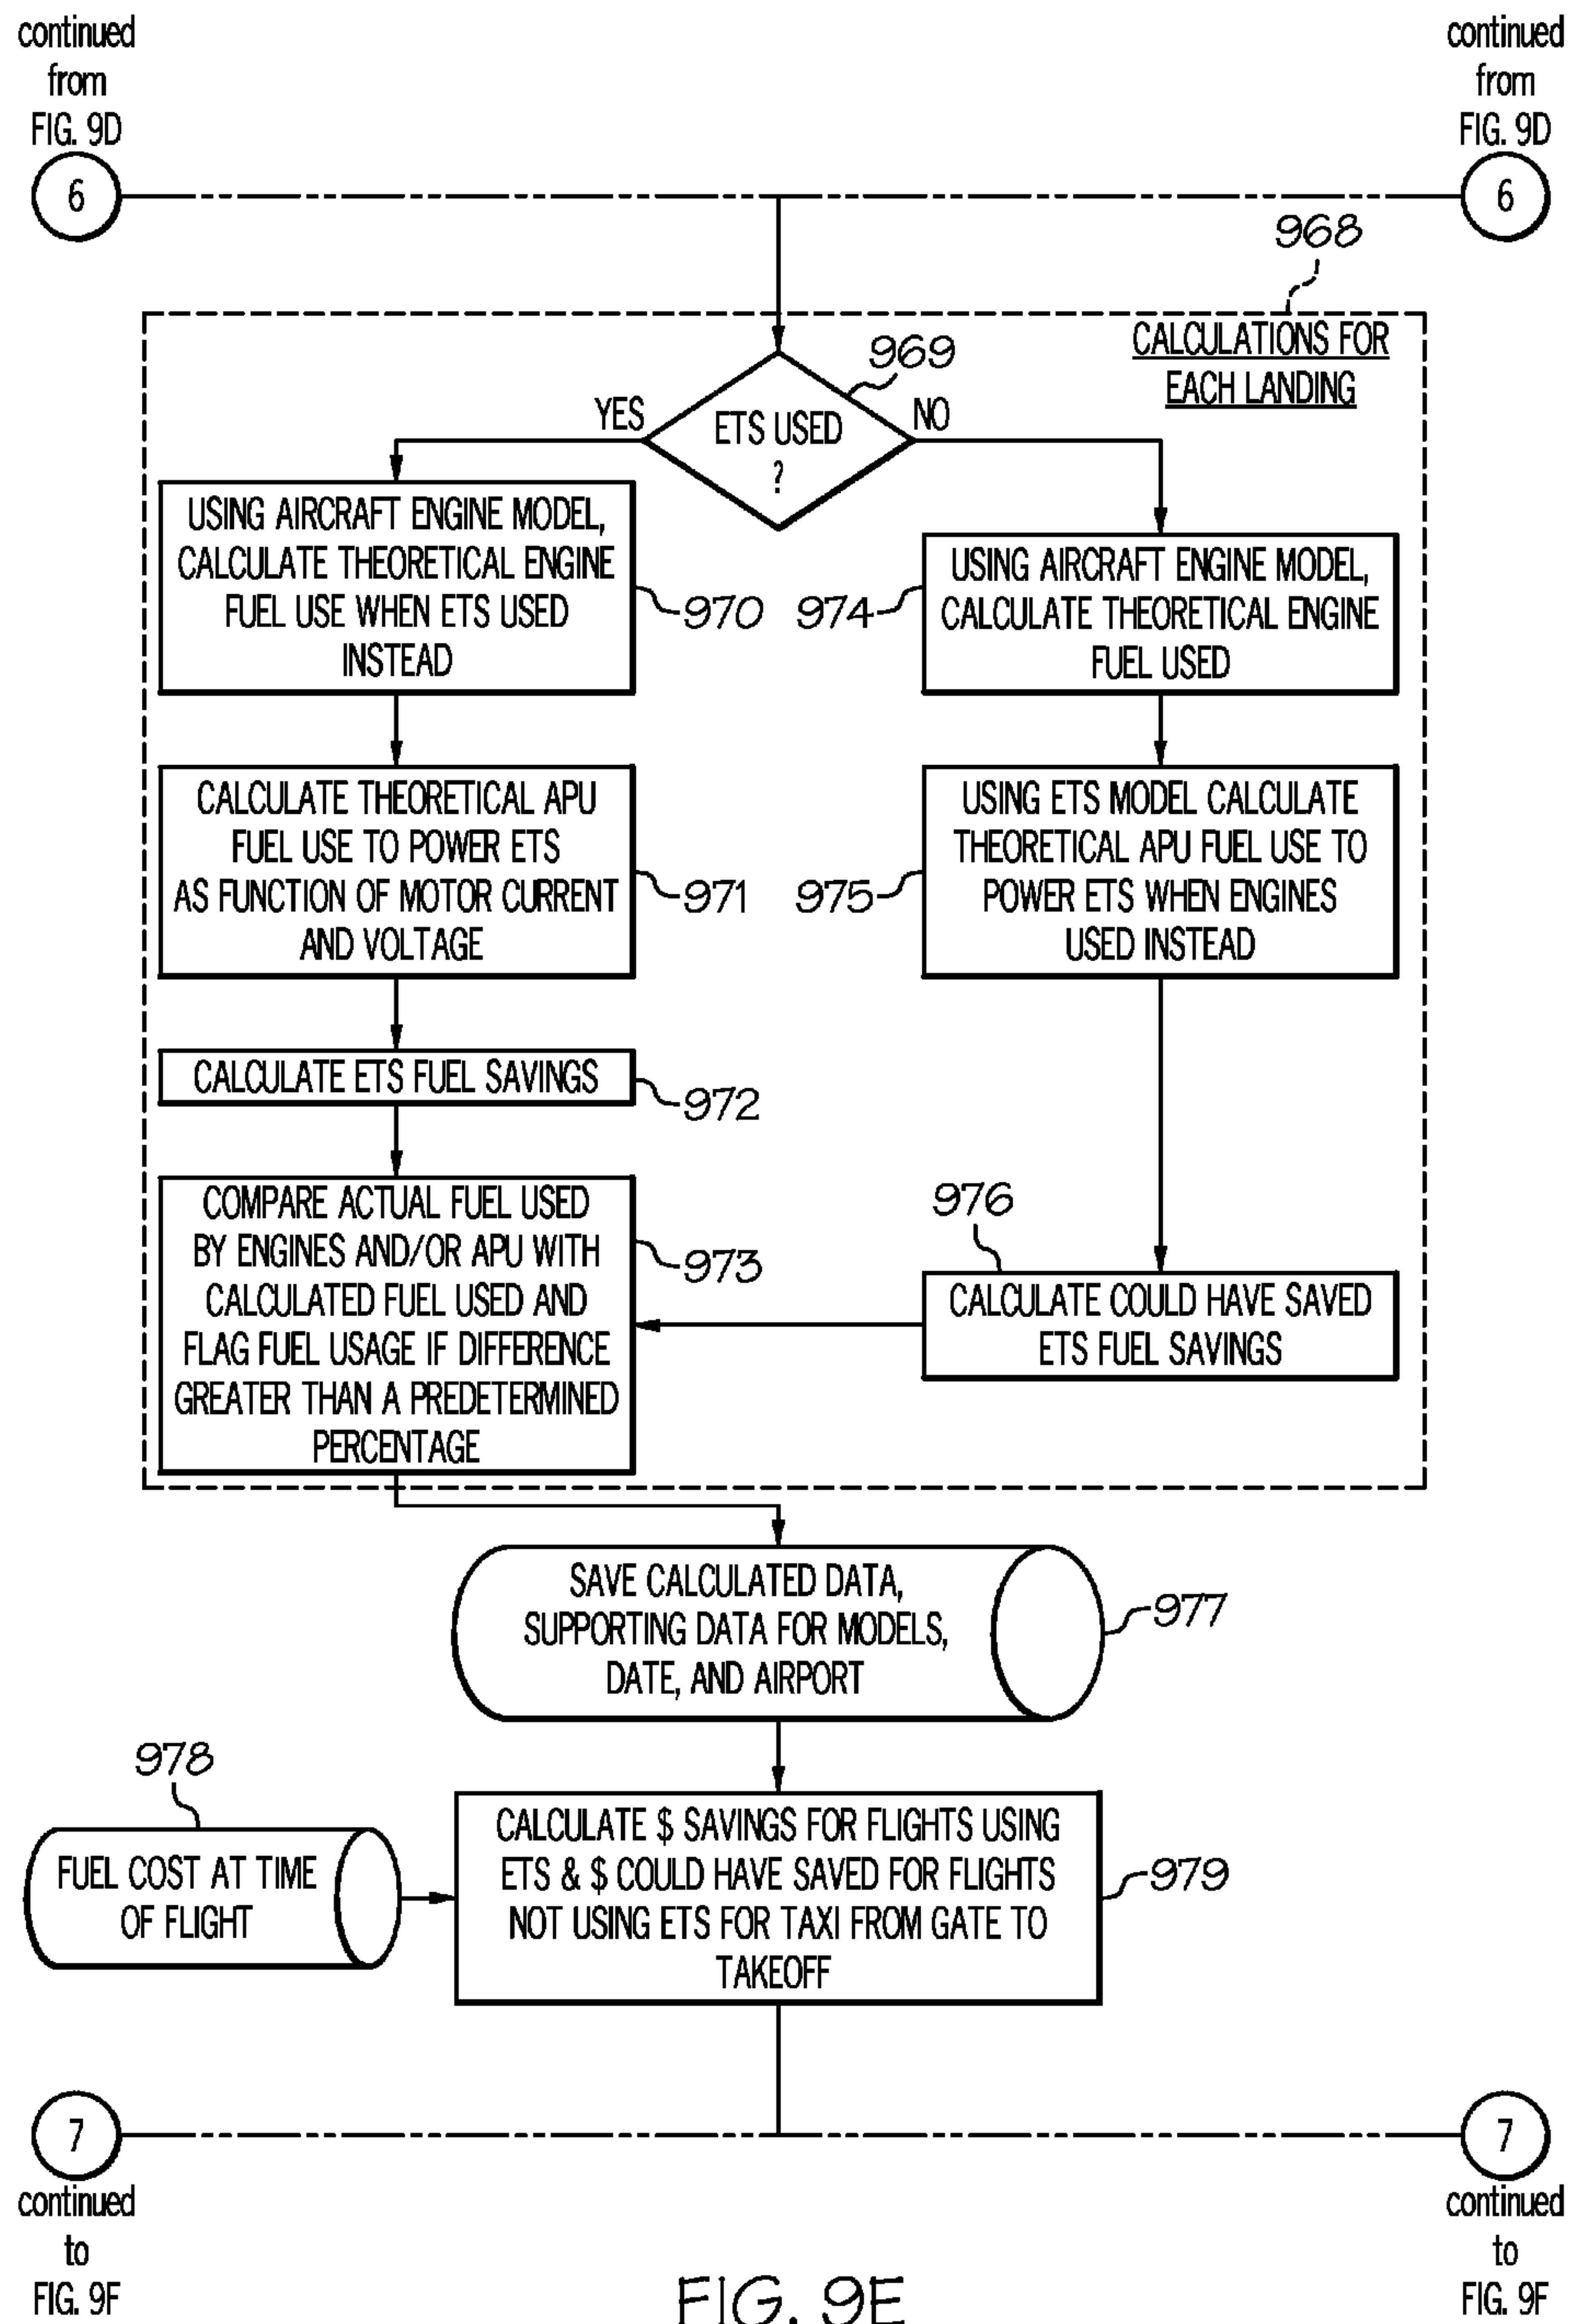 continued
from
FIG. 9D
continued
from
FIG. 9D
6
6
968
CALCULATIONS FOR
EACH LANDING
969
YES
NO
ETS USED
?
USING AIRCRAFT ENGINE MODEL,
CALCULATE THEORETICAL ENGINE
FUEL USE WHEN ETS USED
INSTEAD
970
974
USING AIRCRAFT ENGINE MODEL,
CALCULATE THEORETICAL ENGINE
FUEL USED
CALCULATE THEORETICAL APU
FUEL USE TO POWER ETS
AS FUNCTION OF MOTOR CURRENT
AND VOLTAGE
971
975
USING ETS MODEL CALCULATE
THEORETICAL APU FUEL USE TO
POWER ETS WHEN ENGINES
USED INSTEAD
CALCULATE ETS FUEL SAVINGS
972
COMPARE ACTUAL FUEL USED
BY ENGINES AND/OR APU WITH
CALCULATED FUEL USED AND
FLAG FUEL USAGE IF DIFFERENCE
GREATER THAN A PREDETERMINED
PERCENTAGE
973
976
CALCULATE COULD HAVE SAVED
ETS FUEL SAVINGS
SAVE CALCULATED DATA,
SUPPORTING DATA FOR MODELS,
DATE, AND AIRPORT
977
978
FUEL COST AT TIME
OF FLIGHT
CALCULATE $ SAVINGS FOR FLIGHTS USING
ETS & $ COULD HAVE SAVED FOR FLIGHTS
NOT USING ETS FOR TAXI FROM GATE TO
TAKEOFF
979
7
7
continued
to
FIG. 9F
continued
to
FIG. 9F
FIG. 9E